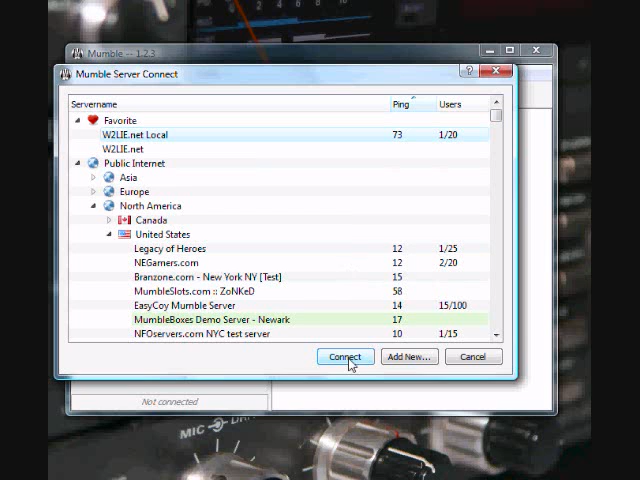 Mumble -- 1.2.3
Mumble Server Connect
Servername Ping Users
Favorite
W2LIE.net Local 73 1/20
W2LIE.net
Public Internet
Asia
Europe
North America
Canada
United States
Legacy of Heroes 12 1/25
NEGamers.com 12 2/20
Branzone.com - New York NY [Test] 15
MumbleSlots.com :: ZoNKeD 58
EasyCoy Mumble Server 14 15/100
MumbleBoxes Demo Server - Newark 17
NFOservers.com NYC test server 10 1/15
Connect Add New... Cancel
Not connected
MIC